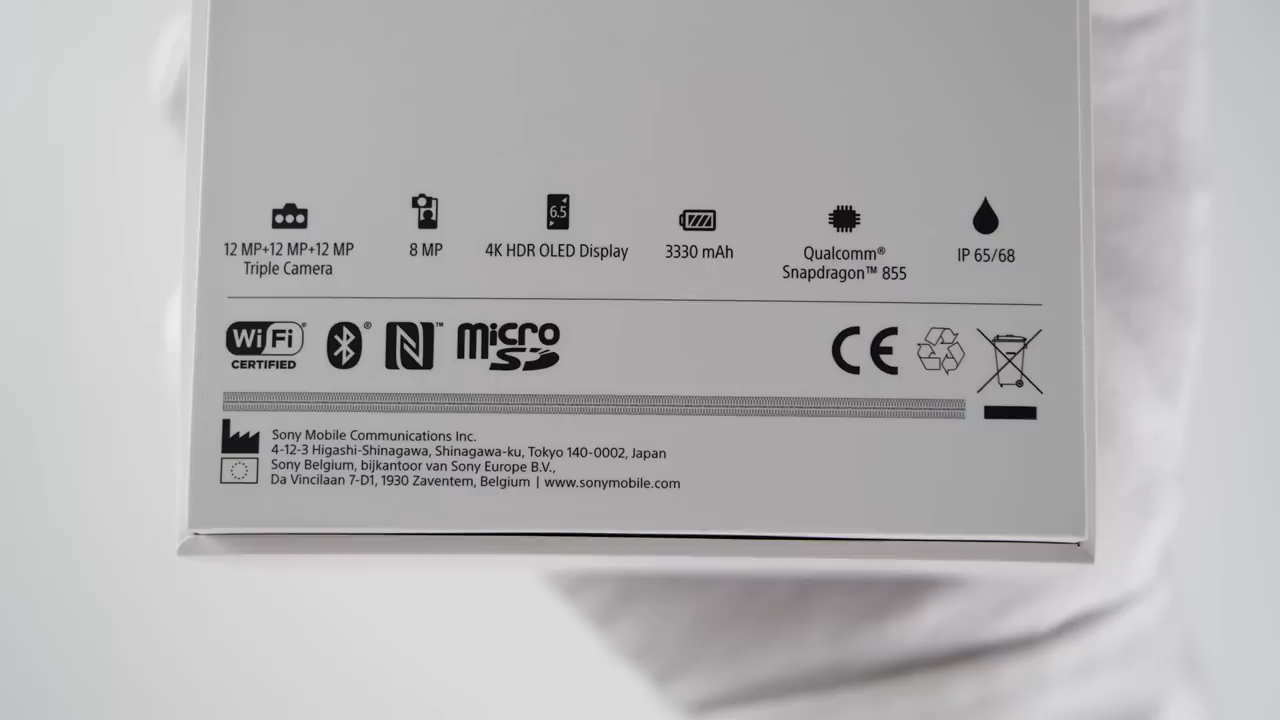 6.5
12 MP+12 MP+12 MP
Triple Camera
8 MP
4K HDR OLED Display
3330 mAh
Qualcomm®
Snapdragon™ 855
IP 65/68
Wi Fi®
CERTIFIED
®
N™
micro
SD
CE
Sony Mobile Communications Inc.
4-12-3 Higashi-Shinagawa, Shinagawa-ku, Tokyo 140-0002, Japan
Sony Belgium, bijkantoor van Sony Europe B.V.,
Da Vincilaan 7-D1, 1930 Zaventem, Belgium | www.sonymobile.com